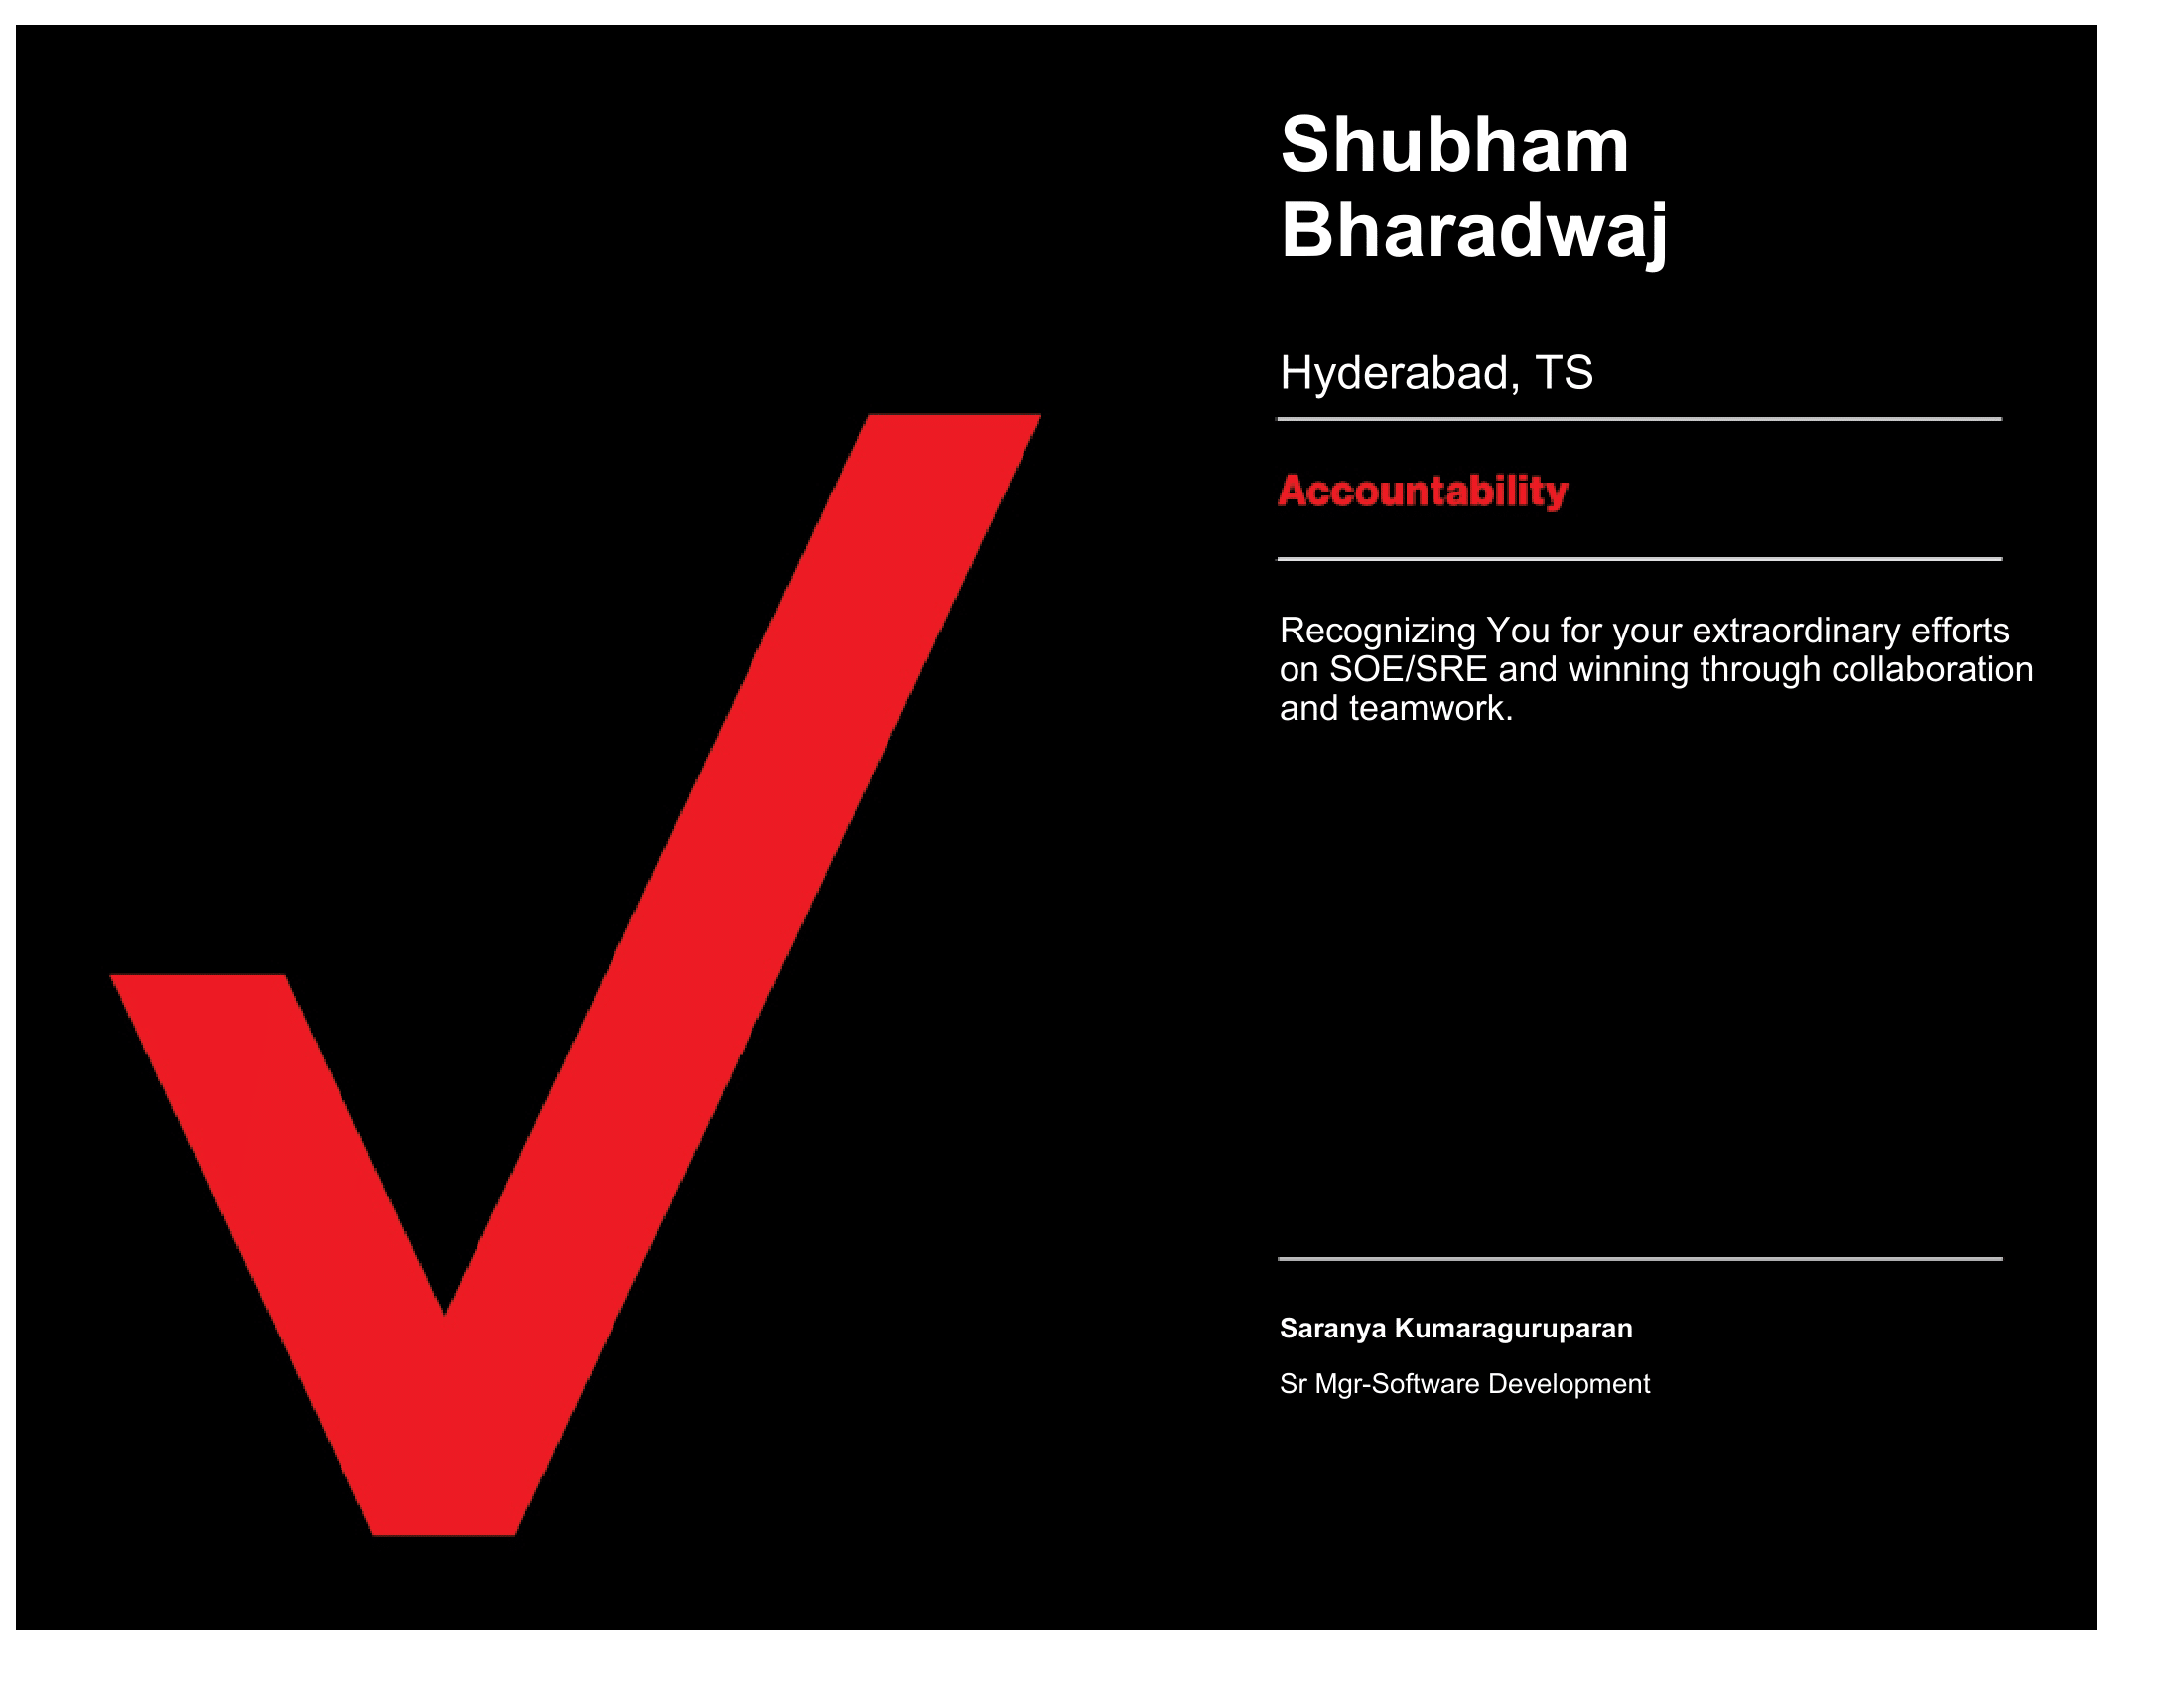 Shubham
Bharadwaj
Hyderabad, TS
Accountability
Recognizing You for your extraordinary efforts
on SOE/SRE and winning through collaboration
and teamwork.
Saranya Kumaraguruparan
Sr Mgr-Software Development